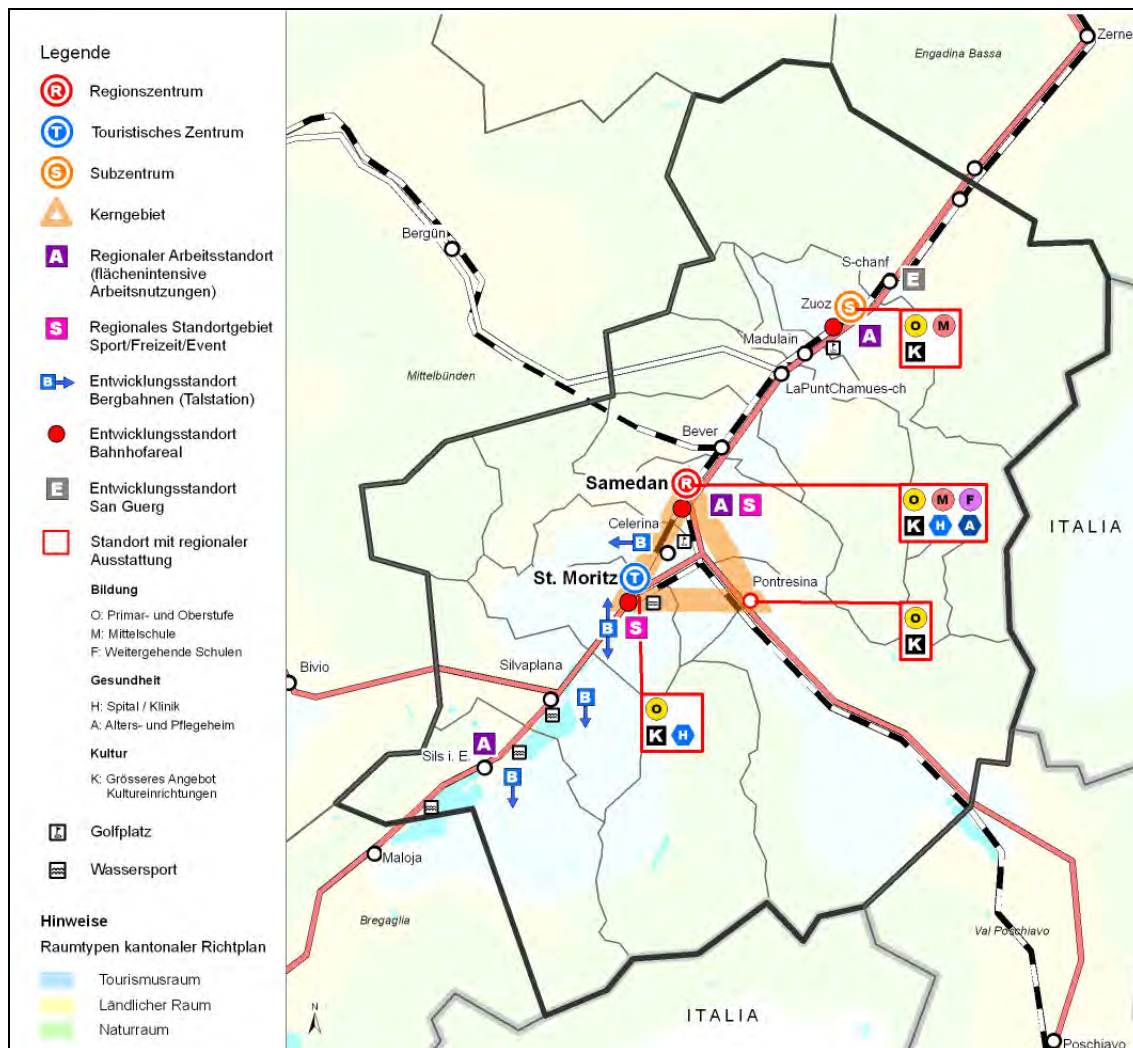 Legende
R Regionszentrum
T Touristisches Zentrum
S Subzentrum
Kerngebiet
A Regionaler Arbeitsstandort
(flächenintensive
Arbeitsnutzungen)
S Regionales Standortgebiet
Sport/Freizeit/Event
B Entwicklungsstandort
Bergbahnen (Talstation)
Entwicklungsstandort
Bahnhofareal
E Entwicklungsstandort
San Guerg
Standort mit regionaler
Ausstattung
Bildung
O: Primar- und Oberstufe
M: Mittelschule
F: Weitergehende Schulen
Gesundheit
H: Spital / Klinik
A: Alters- und Pflegeheim
Kultur
K: Grösseres Angebot
Kultureinrichtungen
Golfplatz
Wassersport
Hinweise
Raumtypen kantonaler Richtplan
Tourismusraum
Ländlicher Raum
Naturraum
Zerne
Engadina Bassa
Bergün
S-chanf
E
Zuoz
S
O M
K
A
Madulain
LaPuntChamues-ch
Mittelbünden
Bever
Samedan
R
A S
O M F
K H A
ITALIA
Celerina
B
St. Moritz
T
Pontresina
O
K
B
S
Bivio
Silvaplana
B
O
K H
A
Sils i. E.
B
Maloja
Bregaglia
Val Poschiavo
N
ITALIA
Poschiavo